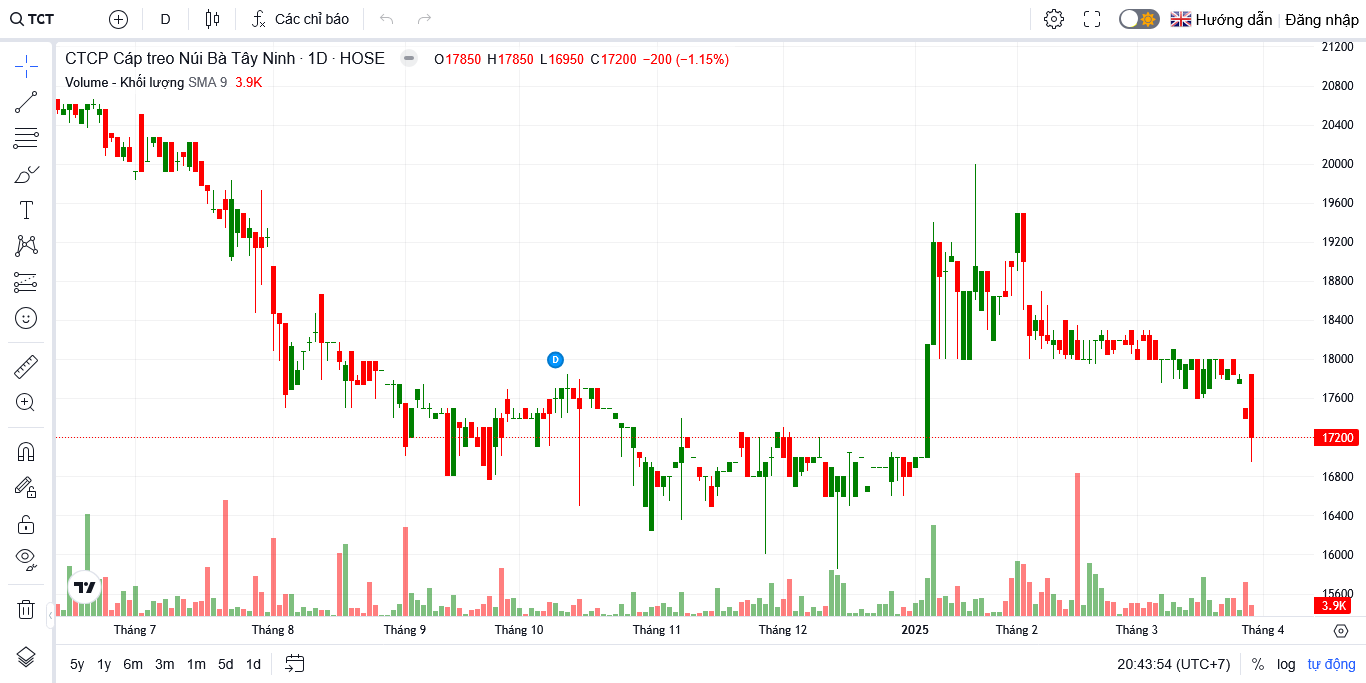 TCT D Các chỉ báo Hướng dẫn Đăng nhập
CTCP Cáp treo Núi Bà Tây Ninh · 1D · HOSE O17850 H17850 L16950 C17200 −200 (−1.15%)
Volume - Khối lượng SMA 9 3.9K
21200
20800
20400
20000
19600
19200
18800
18400
D
18000
17600
17200
16800
16400
16000
15600
3.9K
Tháng 7 Tháng 8 Tháng 9 Tháng 10 Tháng 11 Tháng 12 2025 Tháng 2 Tháng 3 Tháng 4
5y 1y 6m 3m 1m 5d 1d 20:43:54 (UTC+7) % log tự động